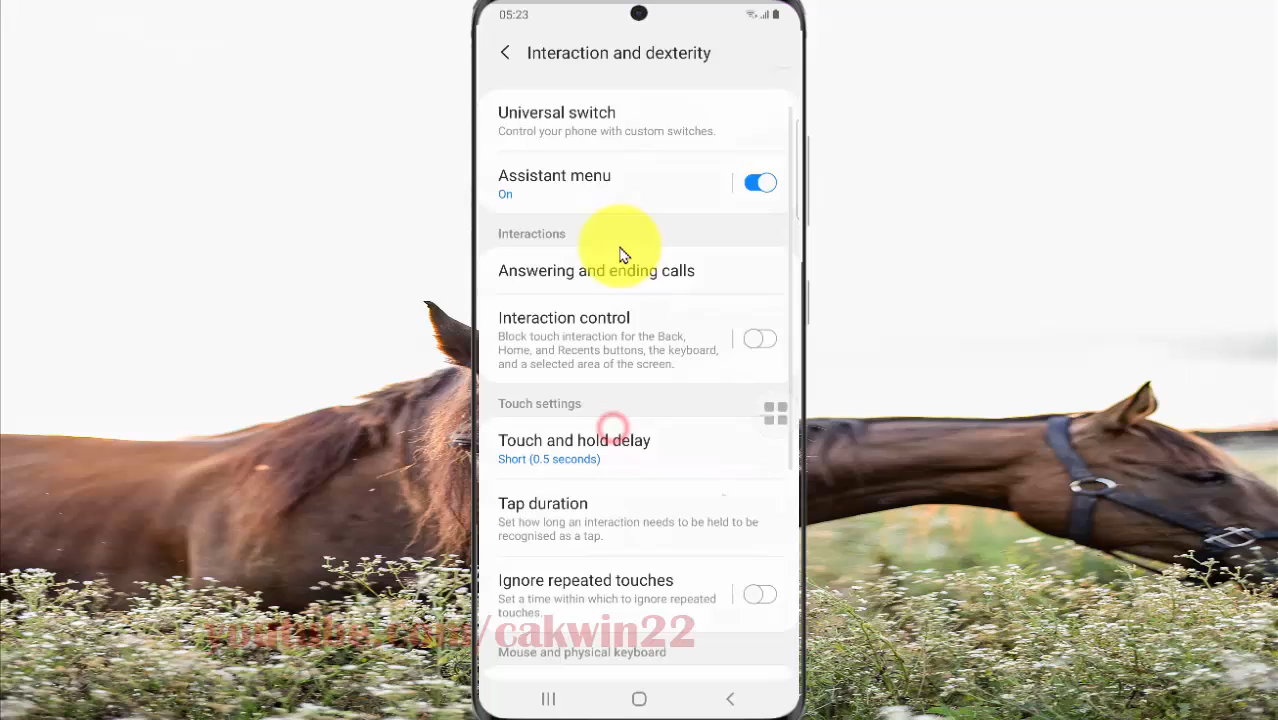 05:23
Interaction and dexterity
Universal switch
Control your phone with custom switches.
Assistant menu
On
Interactions
Answering and ending calls
Interaction control
Block touch interaction for the Back,
Home, and Recents buttons, the keyboard,
and a selected area of the screen.
Touch settings
Touch and hold delay
Short (0.5 seconds)
Tap duration
Set how long an interaction needs to be held to be
recognised as a tap.
Ignore repeated touches
Set a time within which to ignore repeated
touches.
youtube.com/cakwin22
Mouse and physical keyboard